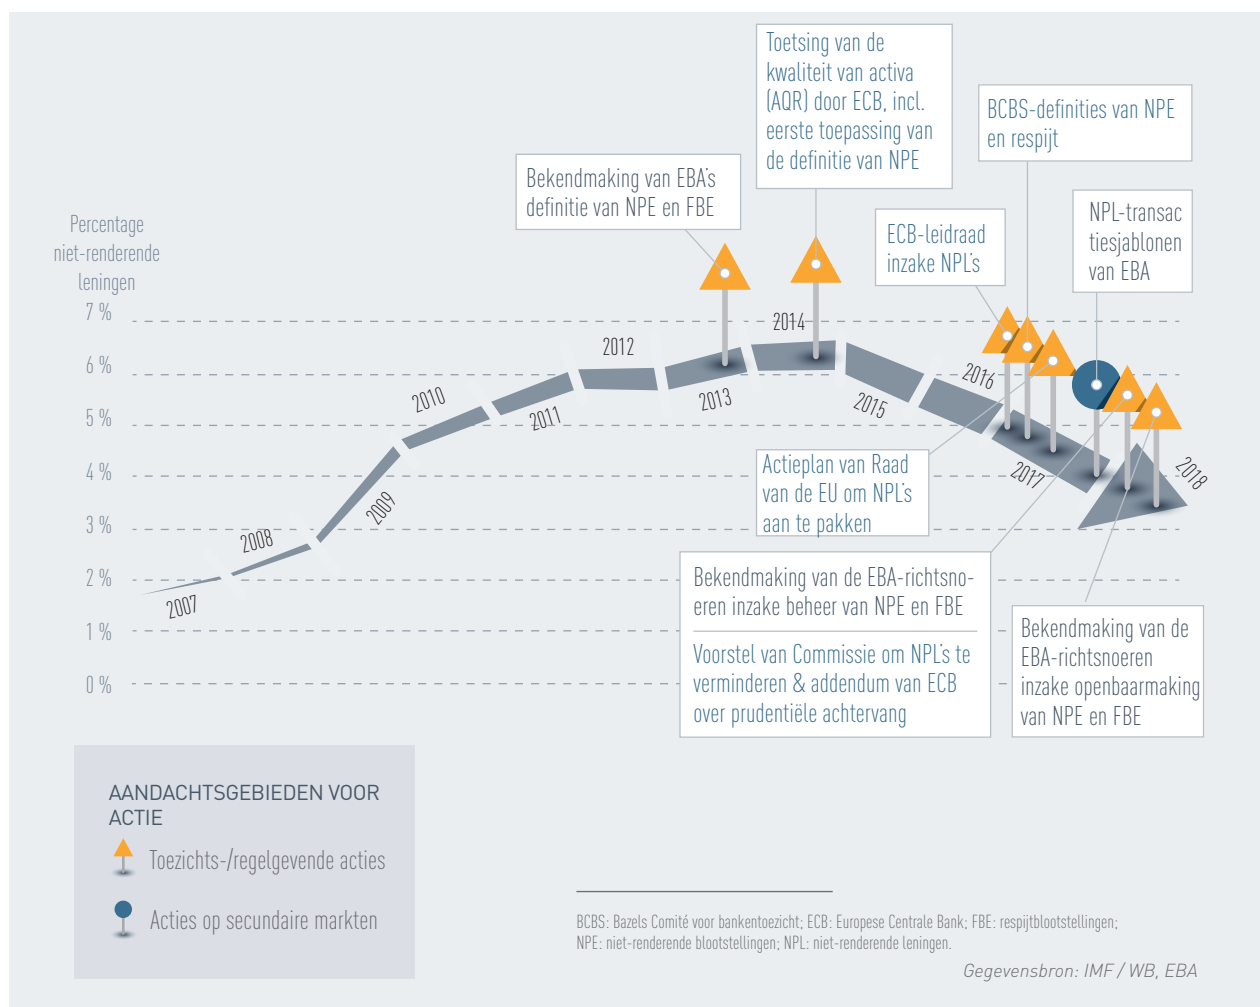 Toetsing van de
kwaliteit van activa
(AQR) door ECB, incl.
eerste toepassing van
de definitie van NPE
BCBS-definities van NPE
en respijt
Bekendmaking van EBA's
definitie van NPE en FBE
ECB-leidraad
inzake NPL's
NPL-transac
tiesjablonen
van EBA
Percentage
niet-renderende
leningen
7 %
6 %
5 %
4 %
3 %
2 %
1 %
0 %
2007
2008
2009
2010
2011
2012
2013
2014
2015
2016
2017
2018
Actieplan van Raad
van de EU om NPL's
aan te pakken
Bekendmaking van de EBA-richtsno-
eren inzake beheer van NPE en FBE
Voorstel van Commissie om NPL's te
verminderen & addendum van ECB
over prudentiële achtervang
Bekendmaking van de
EBA-richtsnoeren
inzake openbaarmaking
van NPE en FBE
AANDACHTSGEBIEDEN VOOR
ACTIE
Toezichts-/regelgevende acties
Acties op secundaire markten
BCBS: Bazels Comité voor bankentoezicht; ECB: Europese Centrale Bank; FBE: respijtblootstellingen;
NPE: niet-renderende blootstellingen; NPL: niet-renderende leningen.
Gegevensbron: IMF / WB, EBA